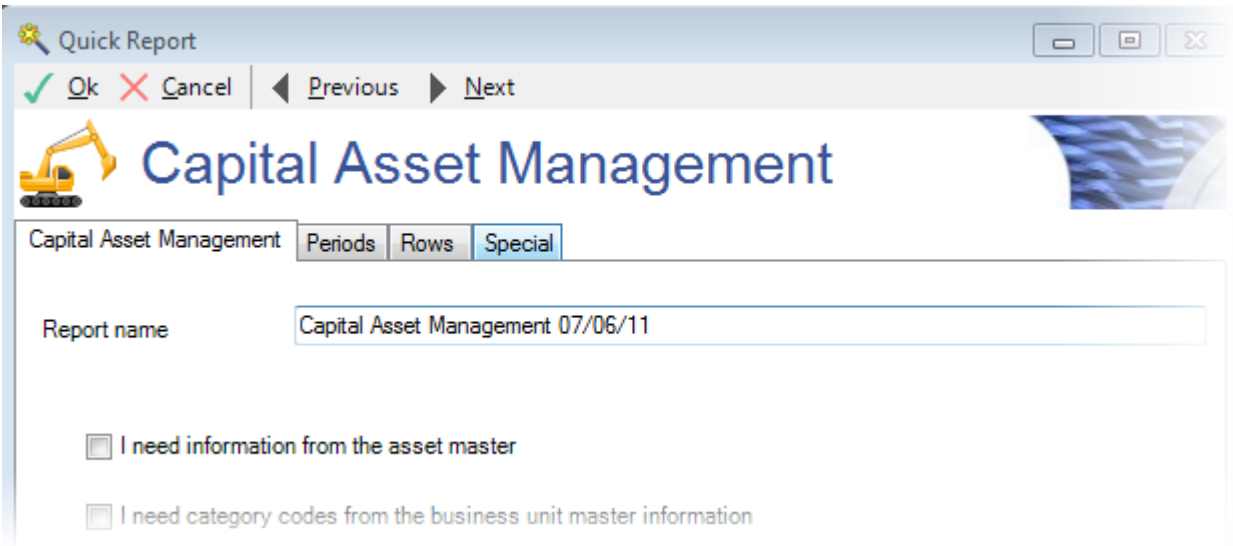 Quick Report
Ok Cancel Previous Next
Capital Asset Management
Capital Asset Management Periods Rows Special
Report name Capital Asset Management 07/06/11
I need information from the asset master
I need category codes from the business unit master information